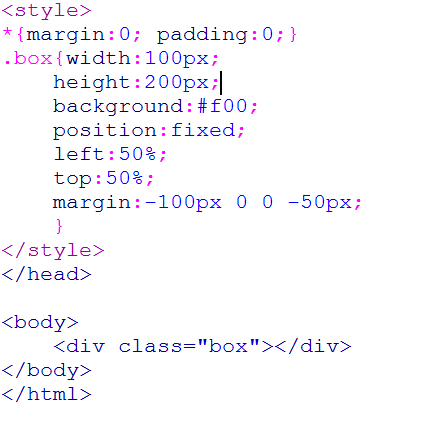 <style>
*{margin:0; padding:0;}
.box{width:100px;
    height:200px;
    background:#f00;
    position:fixed;
    left:50%;
    top:50%;
    margin:-100px 0 0 -50px;
    }
</style>
</head>

<body>
    <div class="box"></div>
</body>
</html>